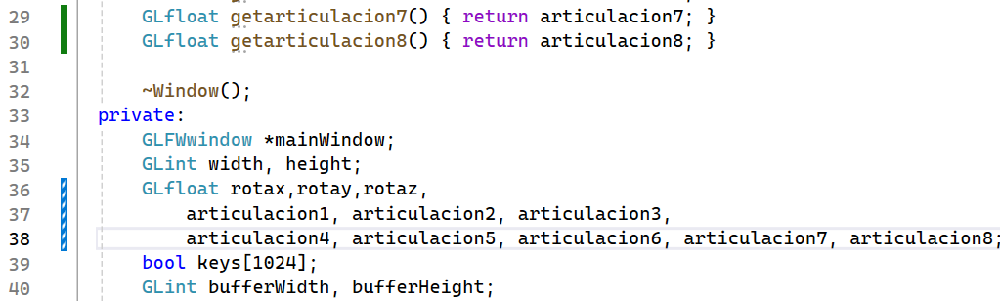 29 GLfloat getarticulacion7() { return articulacion7; }
30 GLfloat getarticulacion8() { return articulacion8; }
31
32 ~Window();
33 private:
34 GLFWwindow *mainWindow;
35 GLint width, height;
36 GLfloat rotax,rotay,rotaz,
37 articulacion1, articulacion2, articulacion3,
38 articulacion4, articulacion5, articulacion6, articulacion7, articulacion8;
39 bool keys[1024];
40 GLint bufferWidth, bufferHeight;